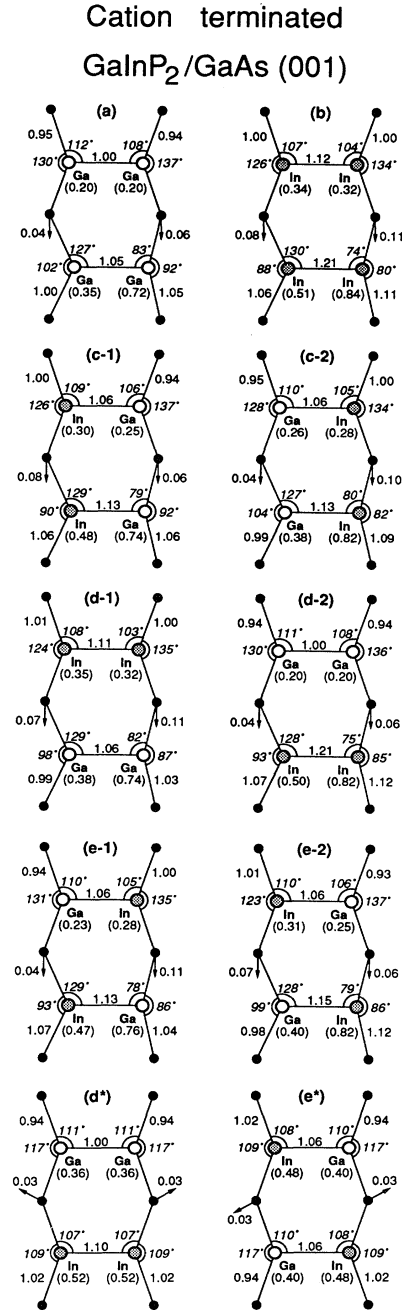 Cation terminated
GaInP2/GaAs (001)
(a) (b)
0.95 112° 108° 0.94 1.00 107° 104° 1.00
130° 1.00 137° 126° 1.12 134°
Ga Ga In In
(0.20) (0.20) (0.34) (0.32)
0.04 0.06 0.08 0.11
127° 83° 130° 74°
102° 1.05 92° 88° 1.21 80°
1.00 Ga Ga 1.05 1.06 In In 1.11
(0.35) (0.72) (0.51) (0.84)
(c-1) (c-2)
1.00 109° 106° 0.94 0.95 110° 105° 1.00
126° 1.06 137° 128° 1.06 134°
In Ga Ga In
(0.30) (0.25) (0.26) (0.28)
0.08 0.06 0.04 0.10
129° 79° 127° 80°
90° 1.13 92° 104° 1.13 82°
1.06 In Ga 1.06 0.99 Ga In 1.09
(0.48) (0.74) (0.38) (0.82)
(d-1) (d-2)
1.01 108° 103° 1.00 0.94 111° 108° 0.94
124° 1.11 135° 130° 1.00 136°
In In Ga Ga
(0.35) (0.32) (0.20) (0.20)
0.07 0.11 0.04 0.06
129° 82° 128° 75°
98° 1.06 87° 93° 1.21 85°
0.99 Ga Ga 1.03 1.07 In In 1.12
(0.38) (0.74) (0.50) (0.82)
(e-1) (e-2)
0.94 110° 105° 1.00 1.01 110° 106° 0.93
131° 1.06 135° 123° 1.06 137°
Ga In In Ga
(0.23) (0.28) (0.31) (0.25)
0.04 0.11 0.07 0.06
129° 78° 128° 79°
93° 1.13 86° 99° 1.15 86°
1.07 In Ga 1.04 0.98 Ga In 1.12
(0.47) (0.76) (0.40) (0.82)
(d*) (e*)
0.94 111° 111° 0.94 1.02 108° 110° 0.94
117° 1.00 117° 109° 1.06 117°
Ga Ga In Ga
(0.36) (0.36) (0.48) (0.40)
0.03 0.03 0.03 0.03
107° 107° 110° 108°
109° 1.10 109° 117° 1.06 109°
1.02 In In 1.02 0.94 Ga In 1.02
(0.52) (0.52) (0.40) (0.48)